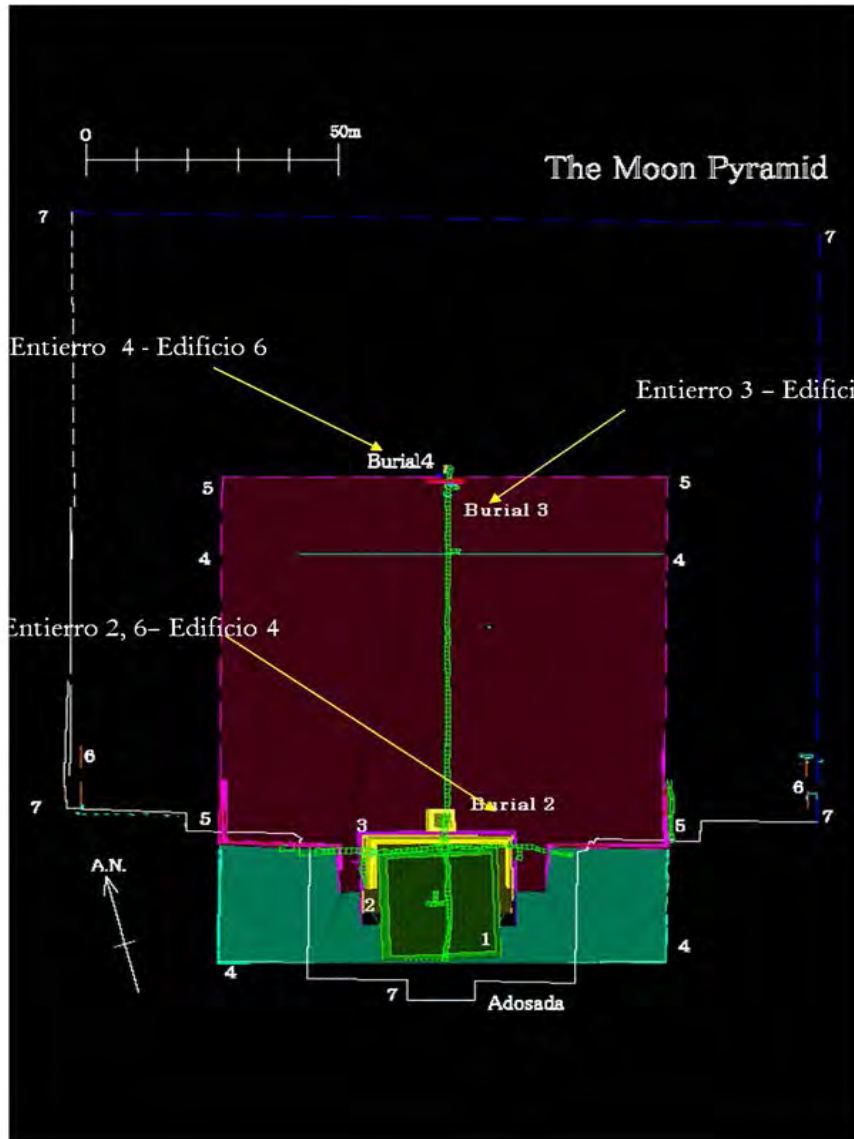 0 50m
The Moon Pyramid
7 7
Entierro 4 - Edificio 6
Entierro 3 – Edifici
Burial4
5 5
Burial 3
4 4
Entierro 2, 6– Edificio 4
6 6
Burial 2
7 5 3 5 7
A.N.
2
1
4 4
7 Adosada